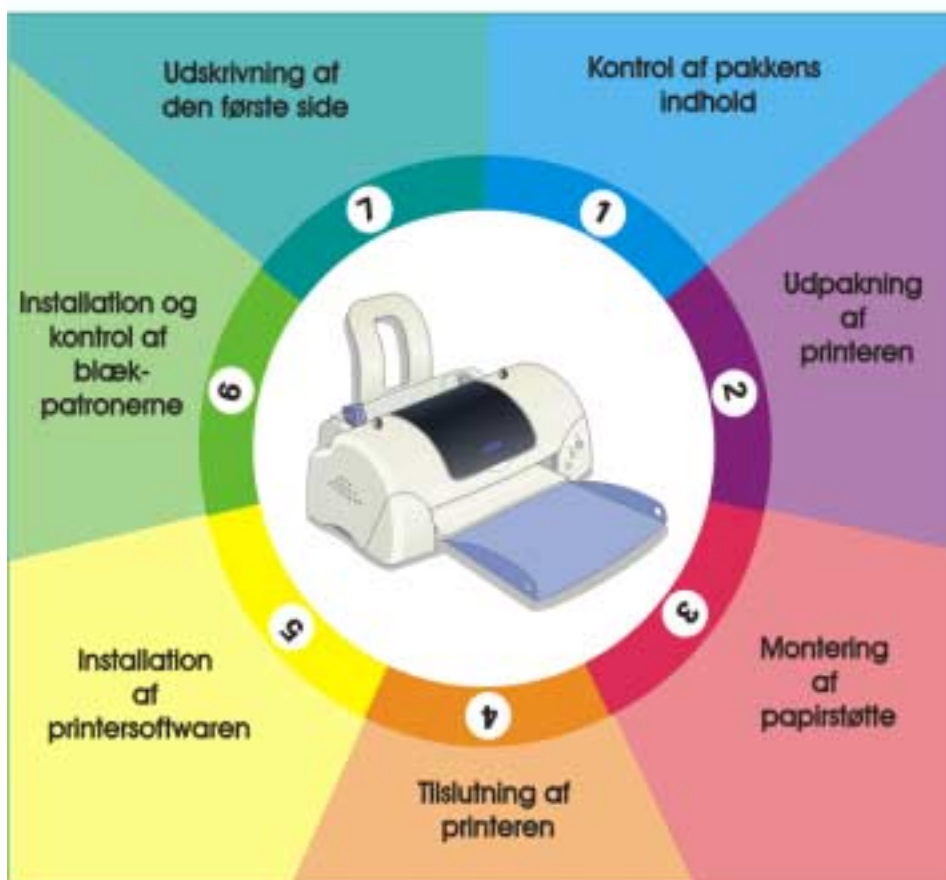 Kontrol af pakkens
indhold
1
Udpakning
af
printeren
2
Montering
af
papirstøtte
3
Tilslutning af
printeren
4
Installation
af
printersoftwaren
5
Installation og
kontrol af
blæk-
patronerne
6
Udskrivning af
den første side
7